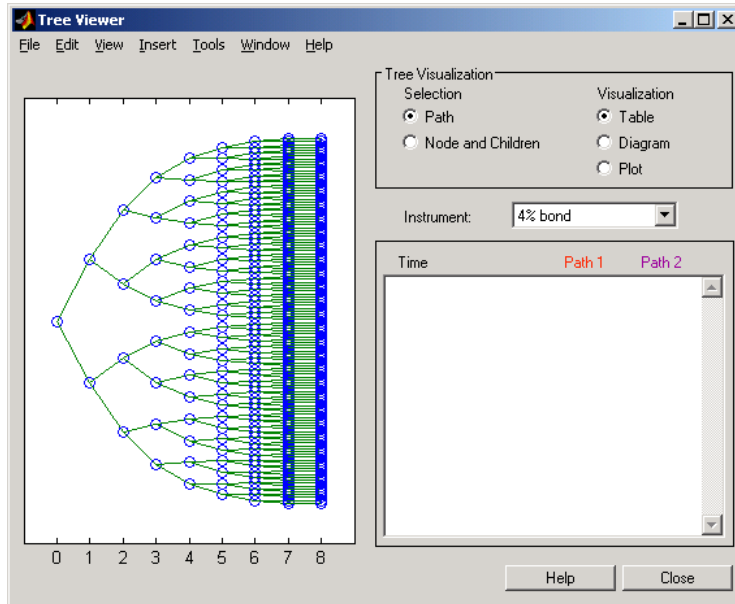 Tree Viewer
File Edit View Insert Tools Window Help
Tree Visualization
Selection Visualization
Path Table
Node and Children Diagram
Plot
Instrument: 4% bond
Time Path 1 Path 2
0 1 2 3 4 5 6 7 8
Help Close